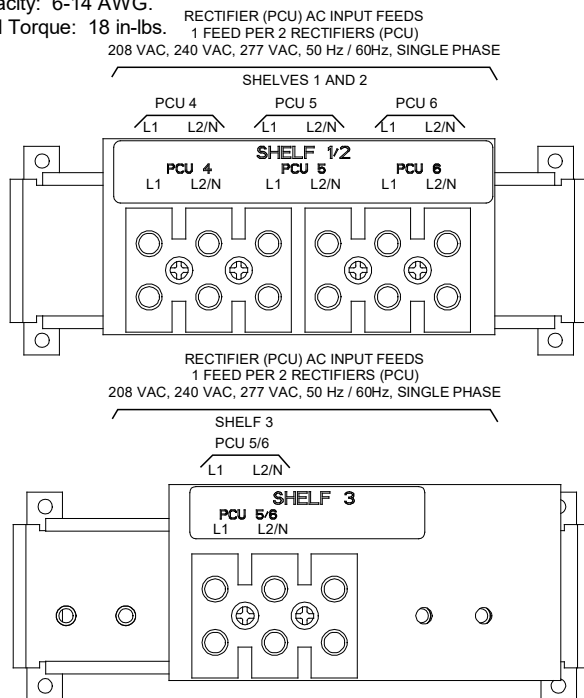 acity: 6-14 AWG.
l Torque: 18 in-lbs.
RECTIFIER (PCU) AC INPUT FEEDS
1 FEED PER 2 RECTIFIERS (PCU)
208 VAC, 240 VAC, 277 VAC, 50 Hz / 60Hz, SINGLE PHASE
SHELVES 1 AND 2
PCU 4 PCU 5 PCU 6
L1 L2/N L1 L2/N L1 L2/N
SHELF 1/2
PCU 4 PCU 5 PCU 6
L1 L2/N L1 L2/N L1 L2/N
RECTIFIER (PCU) AC INPUT FEEDS
1 FEED PER 2 RECTIFIERS (PCU)
208 VAC, 240 VAC, 277 VAC, 50 Hz / 60Hz, SINGLE PHASE
SHELF 3
PCU 5/6
L1 L2/N
SHELF 3
PCU 5/6
L1 L2/N